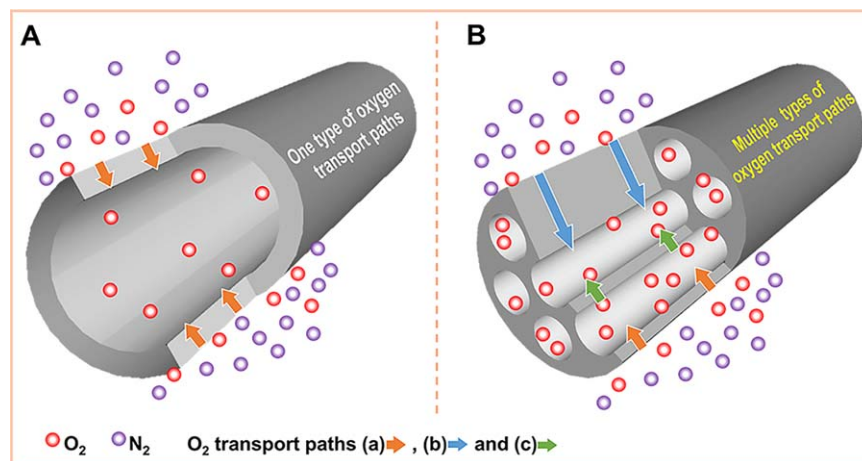 A
One type of oxygen
transport paths
B
Multiple types of
oxygen transport paths
O₂ N₂ O₂ transport paths (a) , (b) and (c)